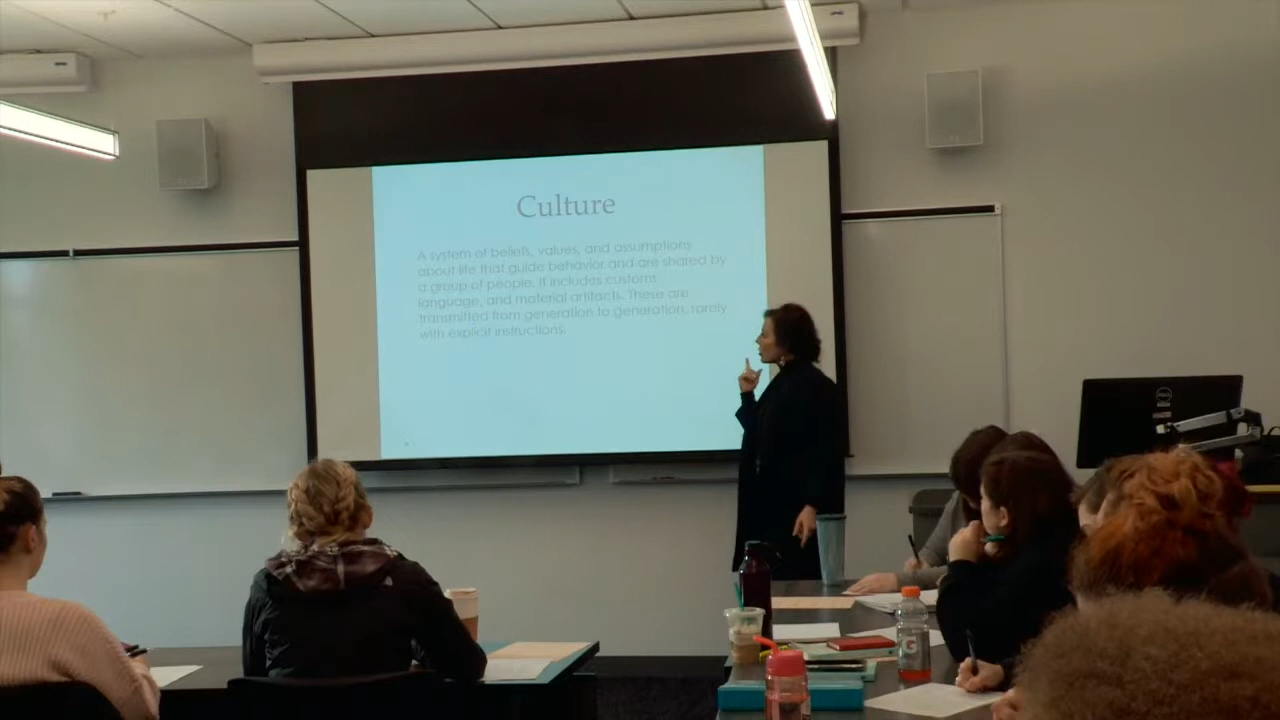 Culture
A system of beliefs, values, and assumptions
about life that guide behavior and are shared by
a group of people. It includes customs
language, and material artifacts. These are
transmitted from generation to generation, rarely
with explicit instructions.
DELL
G